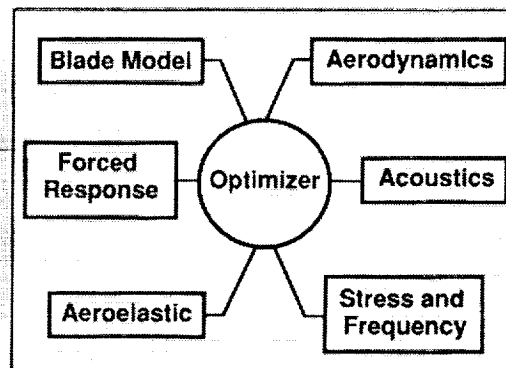 Blade Model
Aerodynamics
Forced
Response
Optimizer
Acoustics
Aeroelastic
Stress and
Frequency